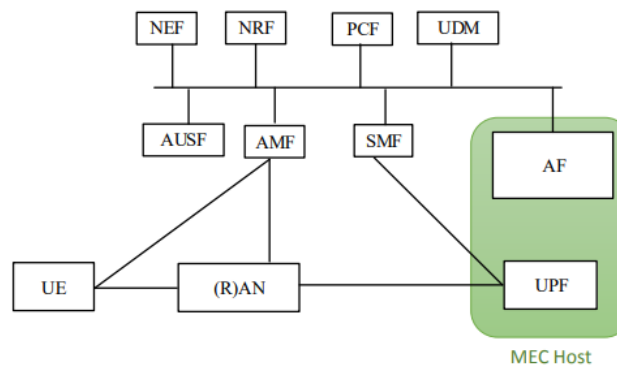 NEF
NRF
PCF
UDM
AUSF
AMF
SMF
AF
UE
(R)AN
UPF
MEC Host